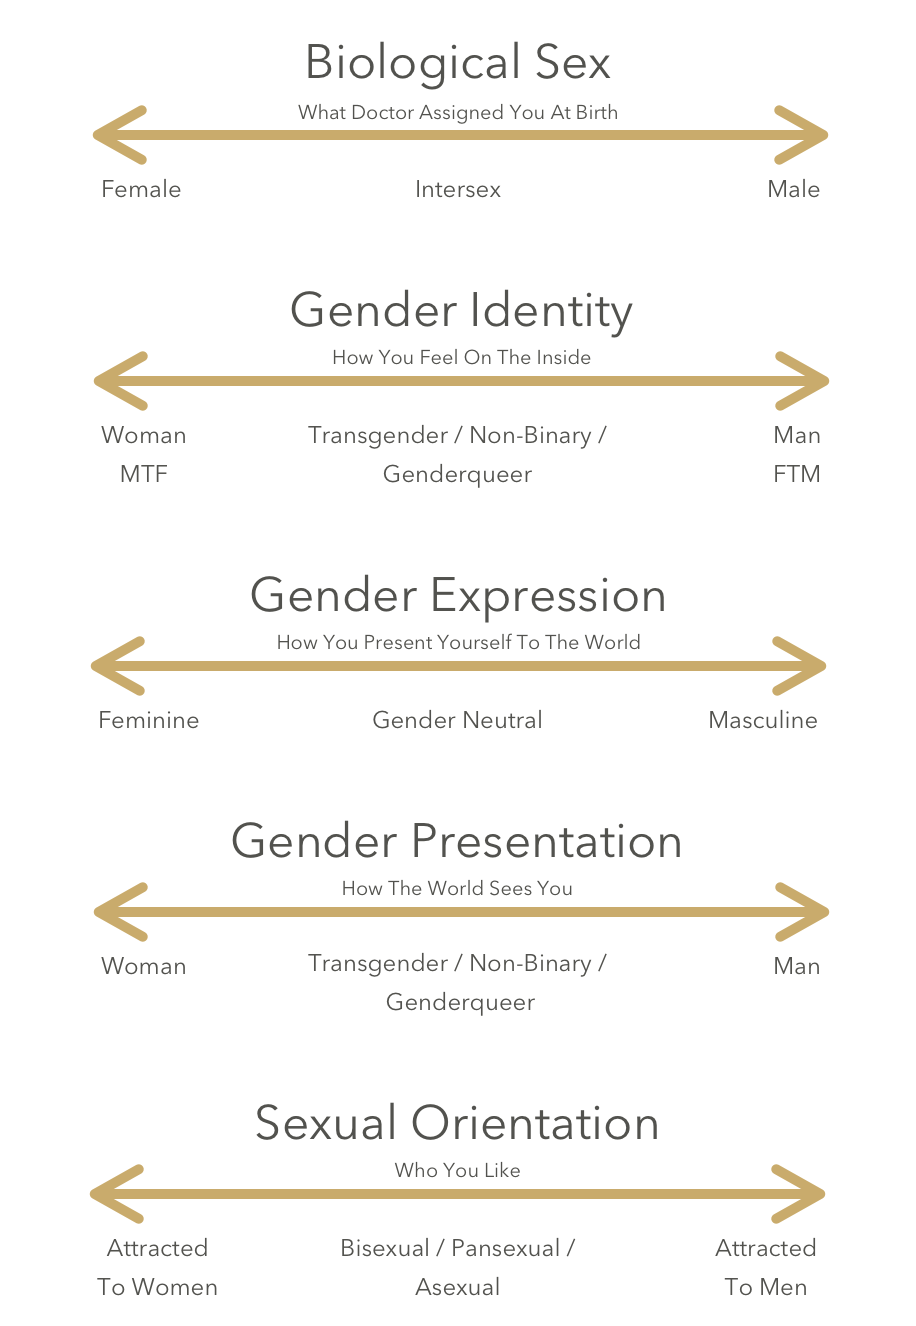 Biological Sex
What Doctor Assigned You At Birth
Female Intersex Male
Gender Identity
How You Feel On The Inside
Woman Transgender / Non-Binary / Man
MTF Genderqueer FTM
Gender Expression
How You Present Yourself To The World
Feminine Gender Neutral Masculine
Gender Presentation
How The World Sees You
Woman Transgender / Non-Binary / Man
Genderqueer
Sexual Orientation
Who You Like
Attracted Bisexual / Pansexual / Attracted
To Women Asexual To Men